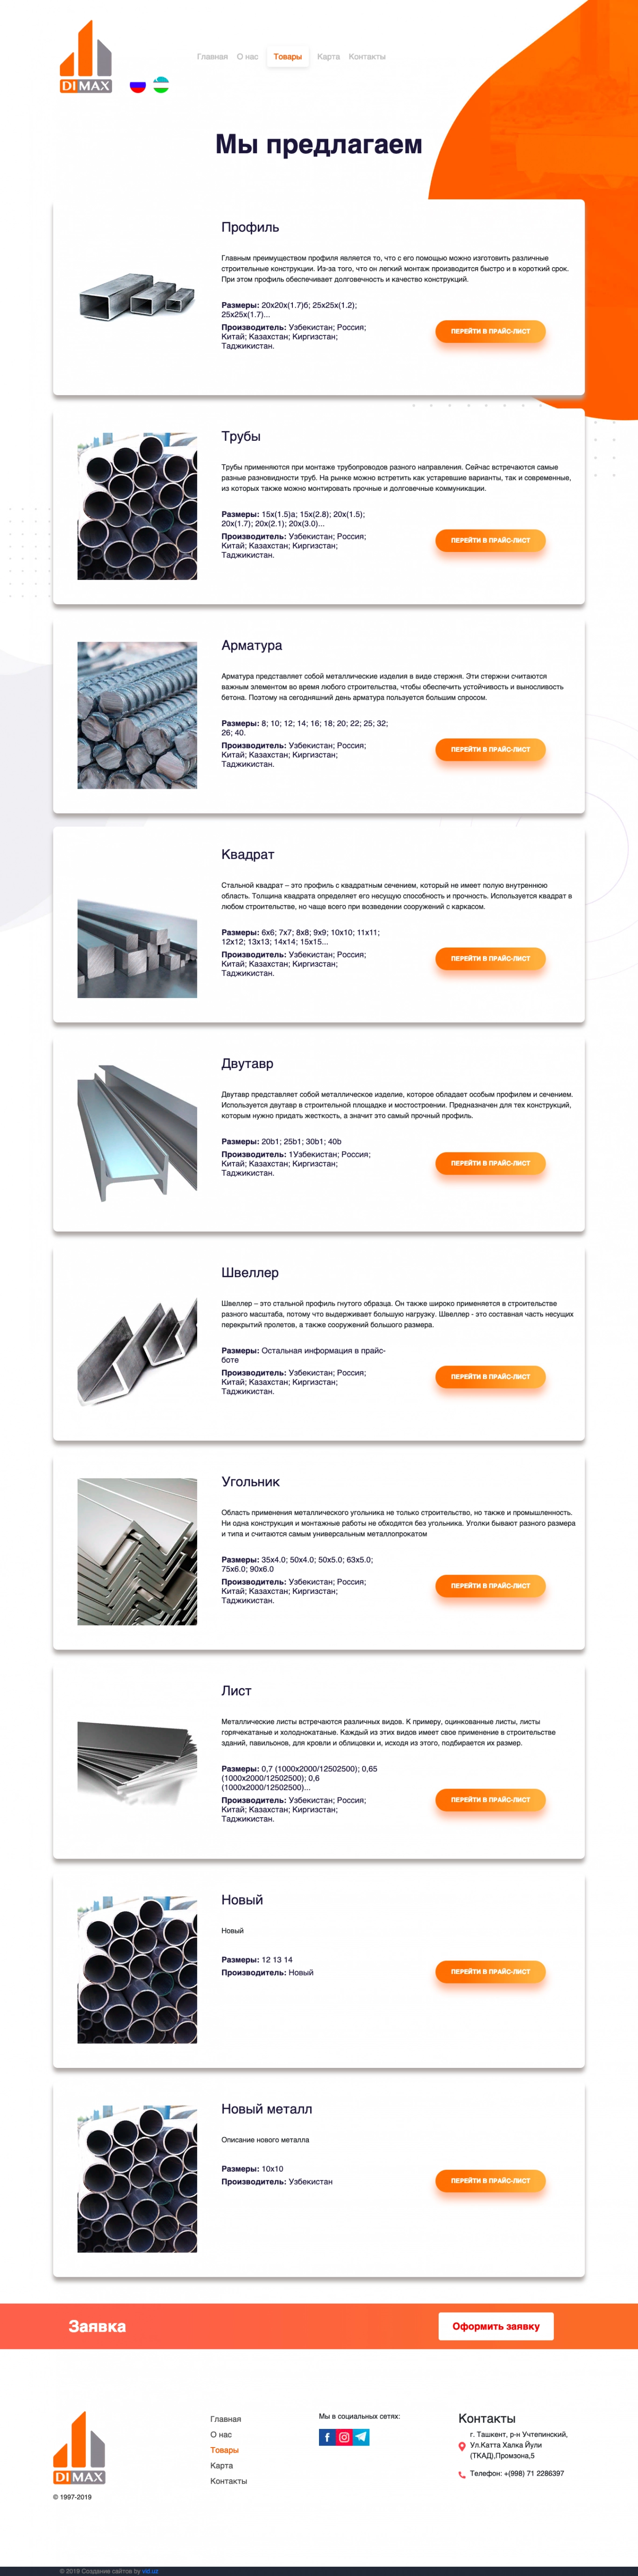 DIMAX
Главная О нас Товары Карта Контакты
Мы предлагаем
Профиль
Главным преимуществом профиля является то, что с его помощью можно изготовить различные
строительные конструкции. Из-за того, что он легкий монтаж производится быстро и в короткий срок.
При этом профиль обеспечивает долговечность и качество конструкций.
Размеры: 20х20х(1.7)б; 25х25х(1.2);
25х25х(1.7)...
Производитель: Узбекистан; Россия;
Китай; Казахстан; Киргизстан;
Таджикистан.
ПЕРЕЙТИ В ПРАЙС-ЛИСТ
Трубы
Трубы применяются при монтаже трубопроводов разного направления. Сейчас встречаются самые
разные разновидности труб. На рынке можно встретить как устаревшие варианты, так и современные,
из которых также можно монтировать прочные и долговечные коммуникации.
Размеры: 15х(1.5)а; 15х(2.8); 20х(1.5);
20х(1.7); 20х(2.1); 20х(3.0)...
Производитель: Узбекистан; Россия;
Китай; Казахстан; Киргизстан;
Таджикистан.
ПЕРЕЙТИ В ПРАЙС-ЛИСТ
Арматура
Арматура представляет собой металлические изделия в виде стержня. Эти стержни считаются
важным элементом во время любого строительства, чтобы обеспечить устойчивость и выносливость
бетона. Поэтому на сегодняшний день арматура пользуется большим спросом.
Размеры: 8; 10; 12; 14; 16; 18; 20; 22; 25; 32;
26; 40.
Производитель: Узбекистан; Россия;
Китай; Казахстан; Киргизстан;
Таджикистан.
ПЕРЕЙТИ В ПРАЙС-ЛИСТ
Квадрат
Стальной квадрат – это профиль с квадратным сечением, который не имеет полую внутреннюю
область. Толщина квадрата определяет его несущую способность и прочность. Используется квадрат в
любом строительстве, но чаще всего при возведении сооружений с каркасом.
Размеры: 6х6; 7х7; 8х8; 9х9; 10х10; 11х11;
12х12; 13х13; 14х14; 15х15...
Производитель: Узбекистан; Россия;
Китай; Казахстан; Киргизстан;
Таджикистан.
ПЕРЕЙТИ В ПРАЙС-ЛИСТ
Двутавр
Двутавр представляет собой металлическое изделие, которое обладает особым профилем и сечением.
Используется двутавр в строительной площадке и мостостроении. Предназначен для тех конструкций,
которым нужно придать жесткость, а значит это самый прочный профиль.
Размеры: 20b1; 25b1; 30b1; 40b
Производитель: 1Узбекистан; Россия;
Китай; Казахстан; Киргизстан;
Таджикистан.
ПЕРЕЙТИ В ПРАЙС-ЛИСТ
Швеллер
Швеллер – это стальной профиль гнутого образца. Он также широко применяется в строительстве
разного масштаба, потому что выдерживает большую нагрузку. Швеллер - это составная часть несущих
перекрытий пролетов, а также сооружений большого размера.
Размеры: Остальная информация в прайс-
боте
Производитель: Узбекистан; Россия;
Китай; Казахстан; Киргизстан;
Таджикистан.
ПЕРЕЙТИ В ПРАЙС-ЛИСТ
Угольник
Область применения металлического угольника не только строительство, но также и промышленность.
Ни одна конструкция и монтажные работы не обходятся без угольника. Уголки бывают разного размера
и типа и считаются самым универсальным металлопрокатом
Размеры: 35х4.0; 50х4.0; 50х5.0; 63х5.0;
75х6.0; 90х6.0
Производитель: Узбекистан; Россия;
Китай; Казахстан; Киргизстан;
Таджикистан.
ПЕРЕЙТИ В ПРАЙС-ЛИСТ
Лист
Металлические листы встречаются различных видов. К примеру, оцинкованные листы, листы
горячекатаные и холоднокатаные. Каждый из этих видов имеет свое применение в строительстве
зданий, павильонов, для кровли и облицовки и, исходя из этого, подбирается их размер.
Размеры: 0,7 (1000х2000/12502500); 0,65
(1000х2000/12502500); 0,6
(1000х2000/12502500)...
Производитель: Узбекистан; Россия;
Китай; Казахстан; Киргизстан;
Таджикистан.
ПЕРЕЙТИ В ПРАЙС-ЛИСТ
Новый
Новый
Размеры: 12 13 14
Производитель: Новый
ПЕРЕЙТИ В ПРАЙС-ЛИСТ
Новый металл
Описание нового металла
Размеры: 10х10
Производитель: Узбекистан
ПЕРЕЙТИ В ПРАЙС-ЛИСТ
Заявка
Оформить заявку
DIMAX
© 1997-2019
Главная
О нас
Товары
Карта
Контакты
Мы в социальных сетях:
Контакты
г. Ташкент, р-н Учтепинский,
Ул.Катта Халка Йули
(ТКАД),Промзона,5
Телефон: +(998) 71 2286397
© 2019 Создание сайтов by vsl.uz